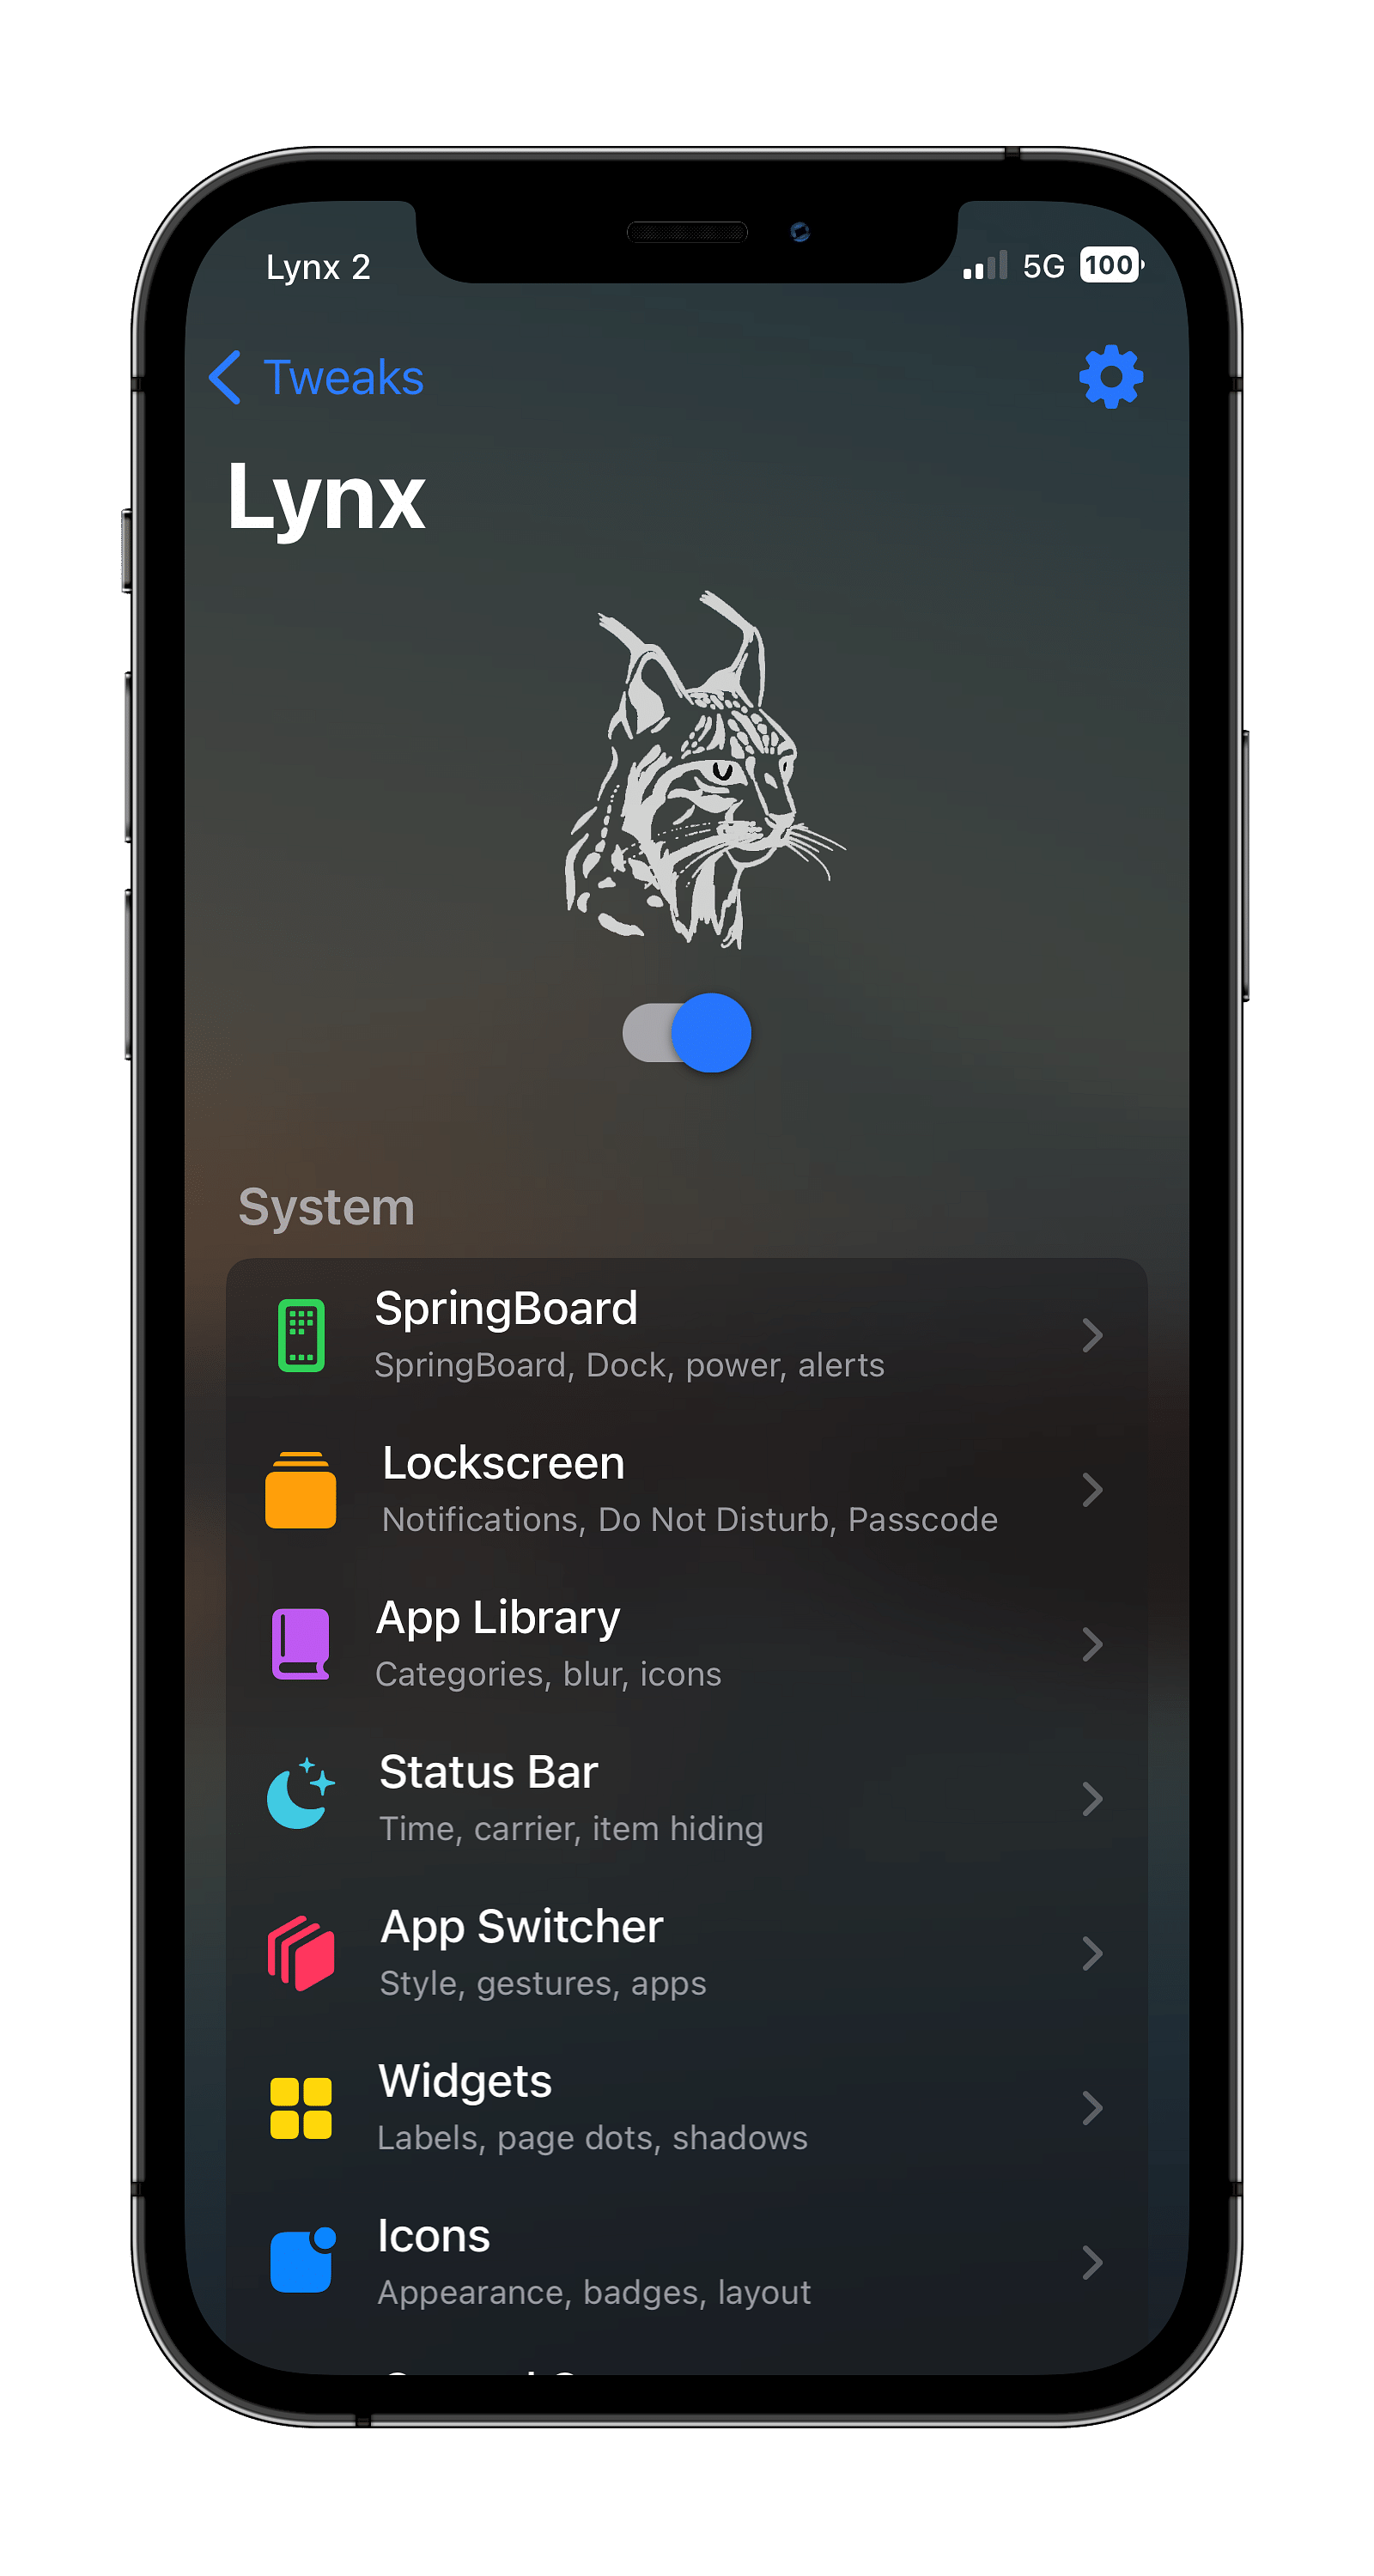 Lynx 2
5G 100
Tweaks
Lynx
System
SpringBoard
SpringBoard, Dock, power, alerts
Lockscreen
Notifications, Do Not Disturb, Passcode
App Library
Categories, blur, icons
Status Bar
Time, carrier, item hiding
App Switcher
Style, gestures, apps
Widgets
Labels, page dots, shadows
Icons
Appearance, badges, layout